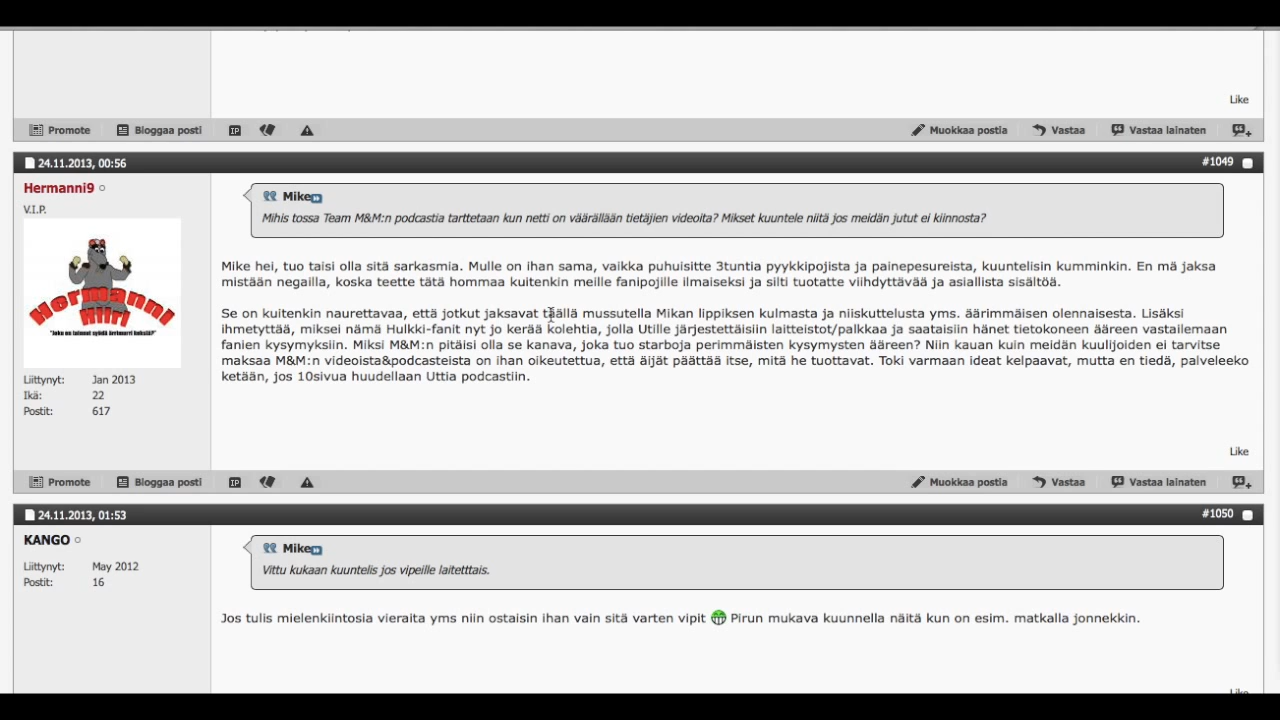 Like
Promote Bloggaa posti IP Muokkaa postia Vastaa Vastaa lainaten
24.11.2013, 00:56 #1049
Hermanni9
V.I.P.
Hermanni
Hiiri
Liittynyt: Jan 2013
Ikä: 22
Postit: 617
Mike
Mihis tossa Team M&M:n podcastia tarttetaan kun netti on väärällään tietäjien videoita? Mikset kuuntele niitä jos meidän jutut ei kiinnosta?
Mike hei, tuo taisi olla sitä sarkasmia. Mulle on ihan sama, vaikka puhuisitte 3tuntia pyykkipojista ja painepesureista, kuuntelisin kumminkin. En mä jaksa
mistään negailla, koska teette tätä hommaa kuitenkin meille fanipojille ilmaiseksi ja silti tuotatte viihdyttävää ja asiallista sisältöä.
Se on kuitenkin naurettavaa, että jotkut jaksavat täällä mussutella Mikan lippiksen kulmasta ja niiskuttelusta yms. äärimmäisen olennaisesta. Lisäksi
ihmetyttää, miksei nämä Hulkki-fanit nyt jo kerää kolehtia, jolla Utille järjestettäisiin laitteistot/palkkaa ja saataisiin hänet tietokoneen ääreen vastailemaan
fanien kysymyksiin. Miksi M&M:n pitäisi olla se kanava, joka tuo starboja perimmäisten kysymysten ääreen? Niin kauan kuin meidän kuulijoiden ei tarvitse
maksaa M&M:n videoista&podcasteista on ihan oikeutettua, että äijät päättää itse, mitä he tuottavat. Toki varmaan ideat kelpaavat, mutta en tiedä, palveleeko
ketään, jos 10sivua huudellaan Uttia podcastiin.
Like
Promote Bloggaa posti IP Muokkaa postia Vastaa Vastaa lainaten
24.11.2013, 01:53 #1050
KANGO
Liittynyt: May 2012
Postit: 16
Mike
Vittu kukaan kuuntelis jos vipeille laitetttais.
Jos tulis mielenkiintosia vieraita yms niin ostaisin ihan vain sitä varten vipit Pirun mukava kuunnella näitä kun on esim. matkalla jonnekkin.
Like